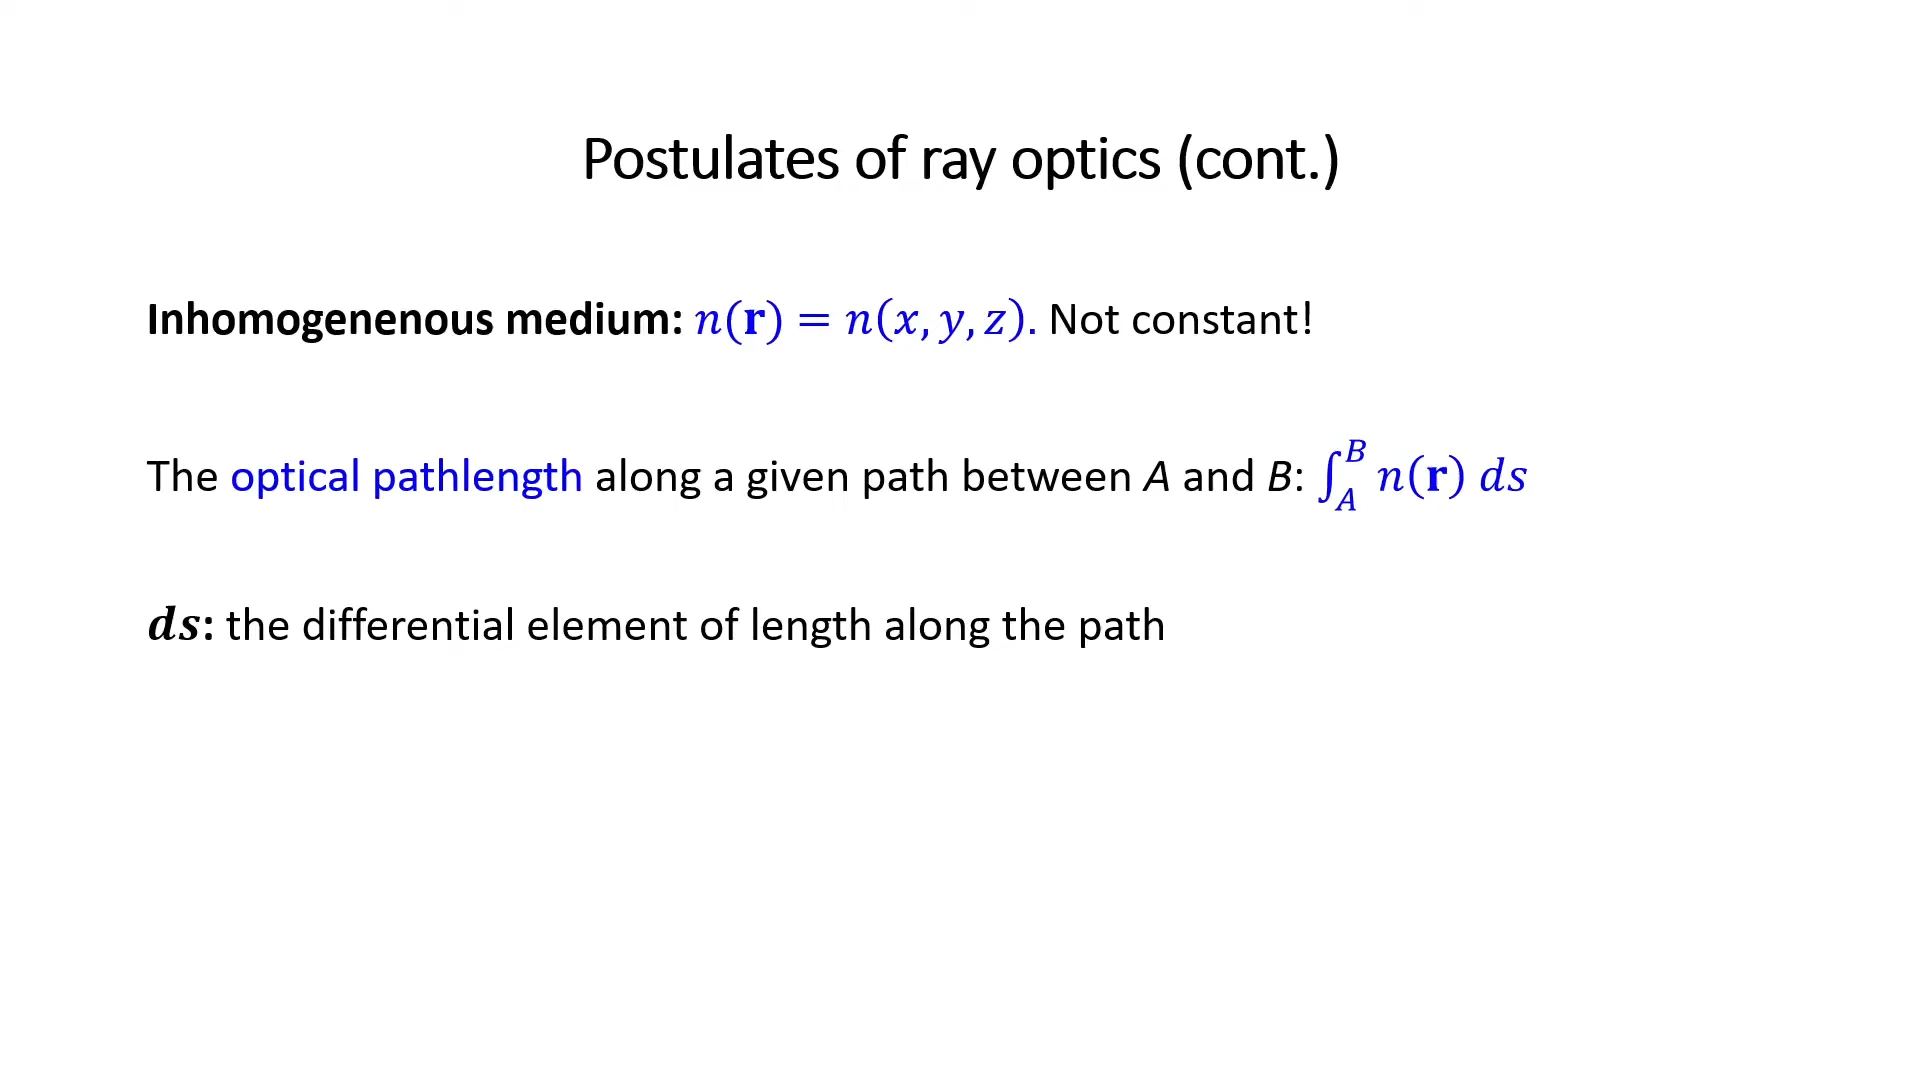 Postulates of ray optics (cont.)
Inhomogenenous medium: n(r) = n(x, y, z). Not constant!
The optical pathlength along a given path between A and B: ∫_A^B n(r) ds
ds: the differential element of length along the path